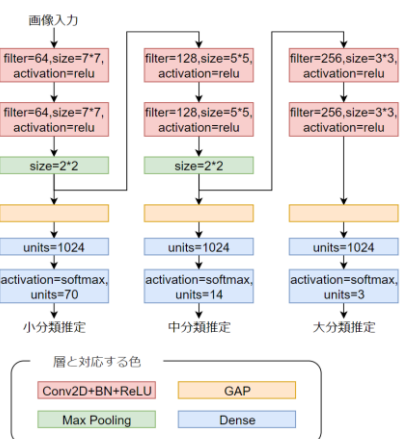 画像入力
filter=64,size=7*7,
activation=relu
filter=64,size=7*7,
activation=relu
size=2*2
units=1024
activation=softmax,
units=70
小分類推定
filter=128,size=5*5,
activation=relu
filter=128,size=5*5,
activation=relu
size=2*2
units=1024
activation=softmax,
units=14
中分類推定
filter=256,size=3*3,
activation=relu
filter=256,size=3*3,
activation=relu
units=1024
activation=softmax,
units=3
大分類推定
層と対応する色
Conv2D+BN+ReLU
GAP
Max Pooling
Dense